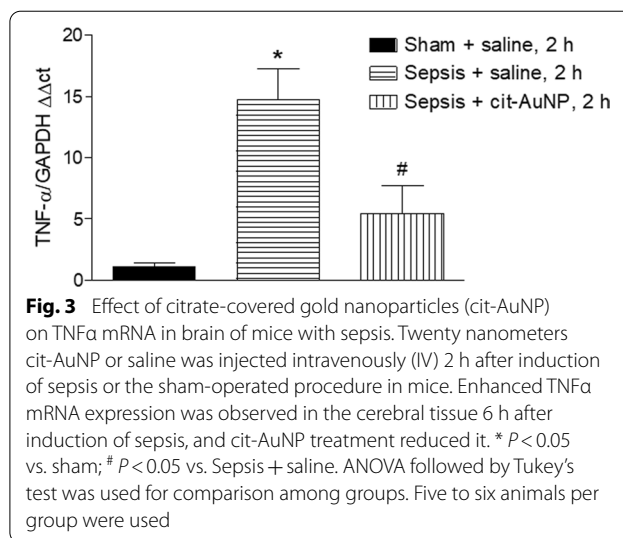 20
15
10
5
0
TNF-α/GAPDH ΔΔct
*
#
Sham + saline, 2 h
Sepsis + saline, 2 h
Sepsis + cit-AuNP, 2 h
Fig. 3 Effect of citrate-covered gold nanoparticles (cit-AuNP)
on TNFα mRNA in brain of mice with sepsis. Twenty nanometers
cit-AuNP or saline was injected intravenously (IV) 2 h after induction
of sepsis or the sham-operated procedure in mice. Enhanced TNFα
mRNA expression was observed in the cerebral tissue 6 h after
induction of sepsis, and cit-AuNP treatment reduced it. * P < 0.05
vs. sham; # P < 0.05 vs. Sepsis + saline. ANOVA followed by Tukey's
test was used for comparison among groups. Five to six animals per
group were used